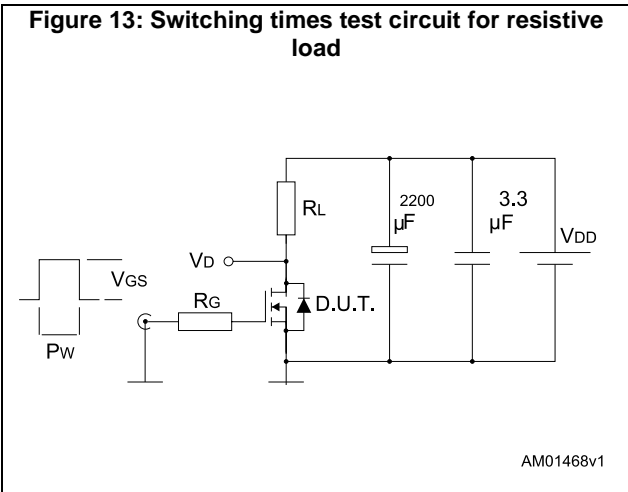 Figure 13: Switching times test circuit for resistive
load
2200
µF
3.3
µF
RL
VDD
VD
VGS
RG
D.U.T.
PW
AM01468v1